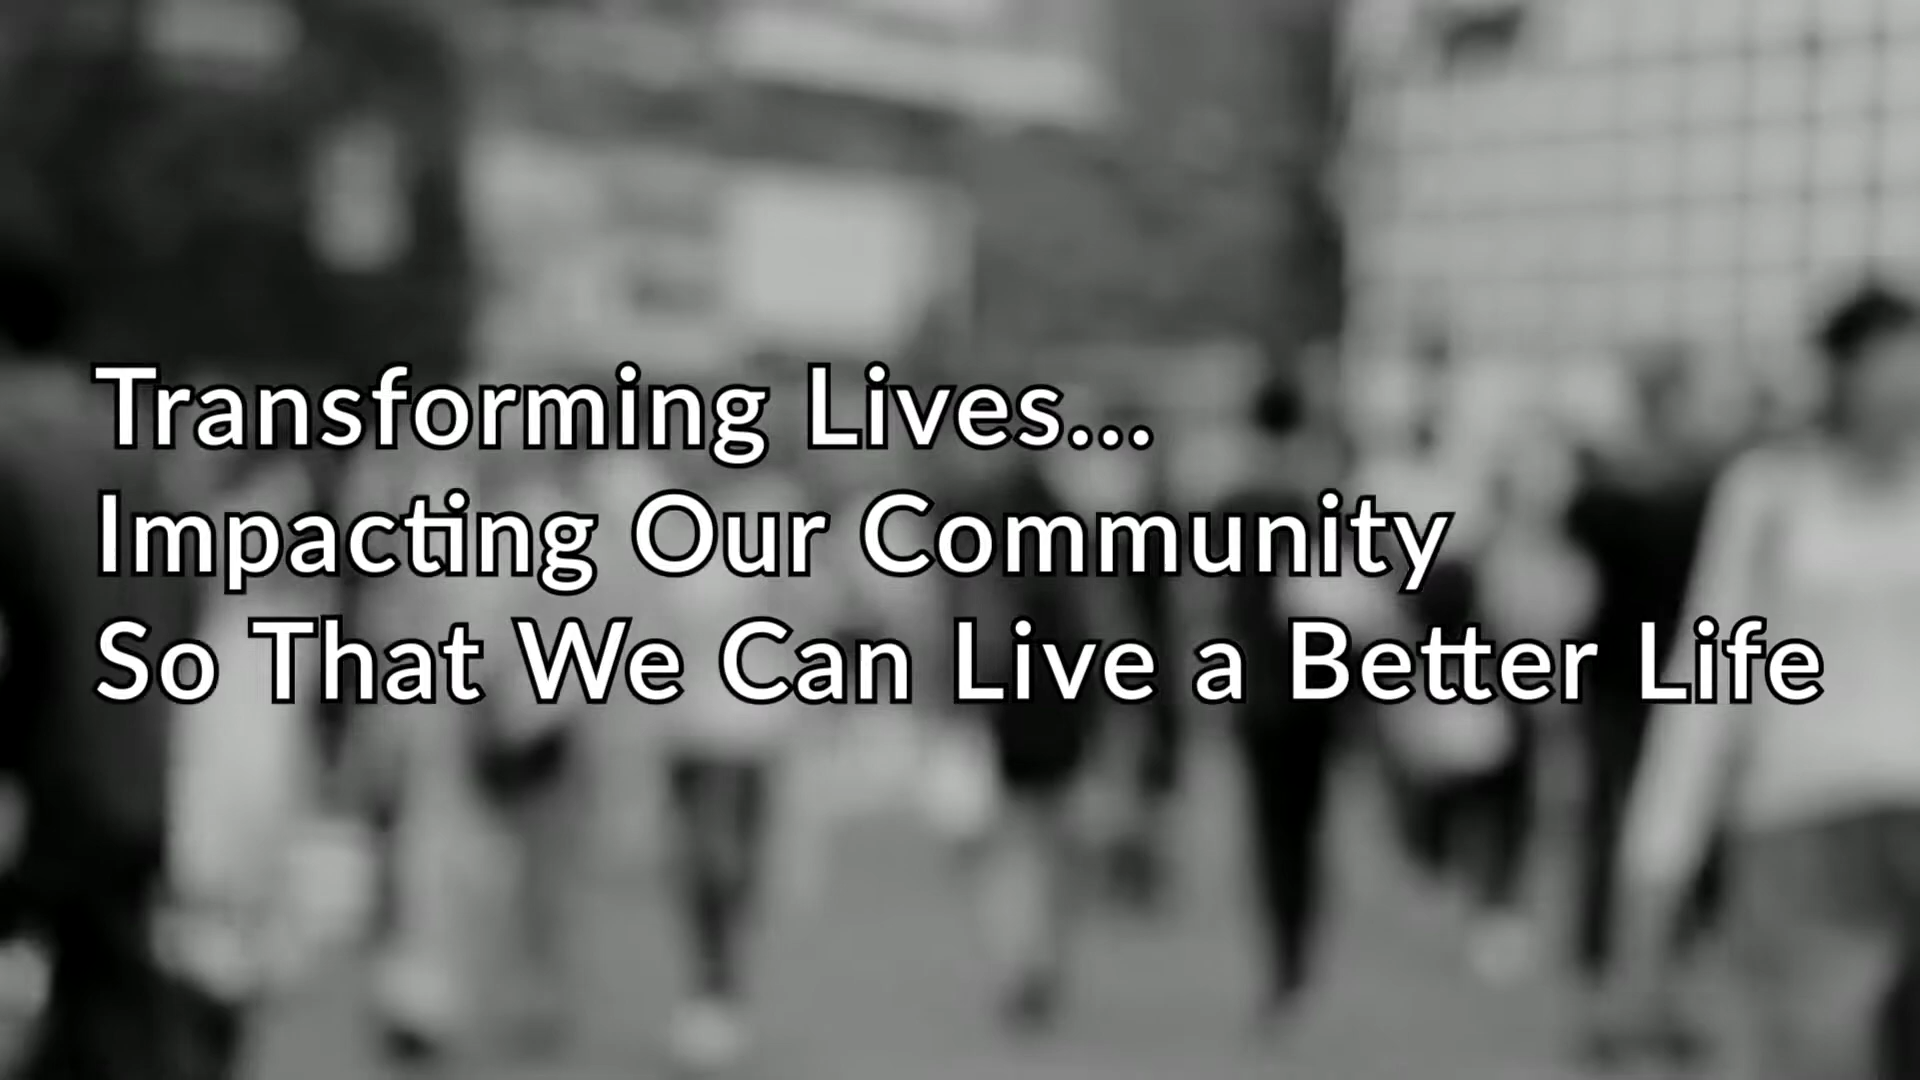 Transforming Lives...
Impacting Our Community
So That We Can Live a Better Life